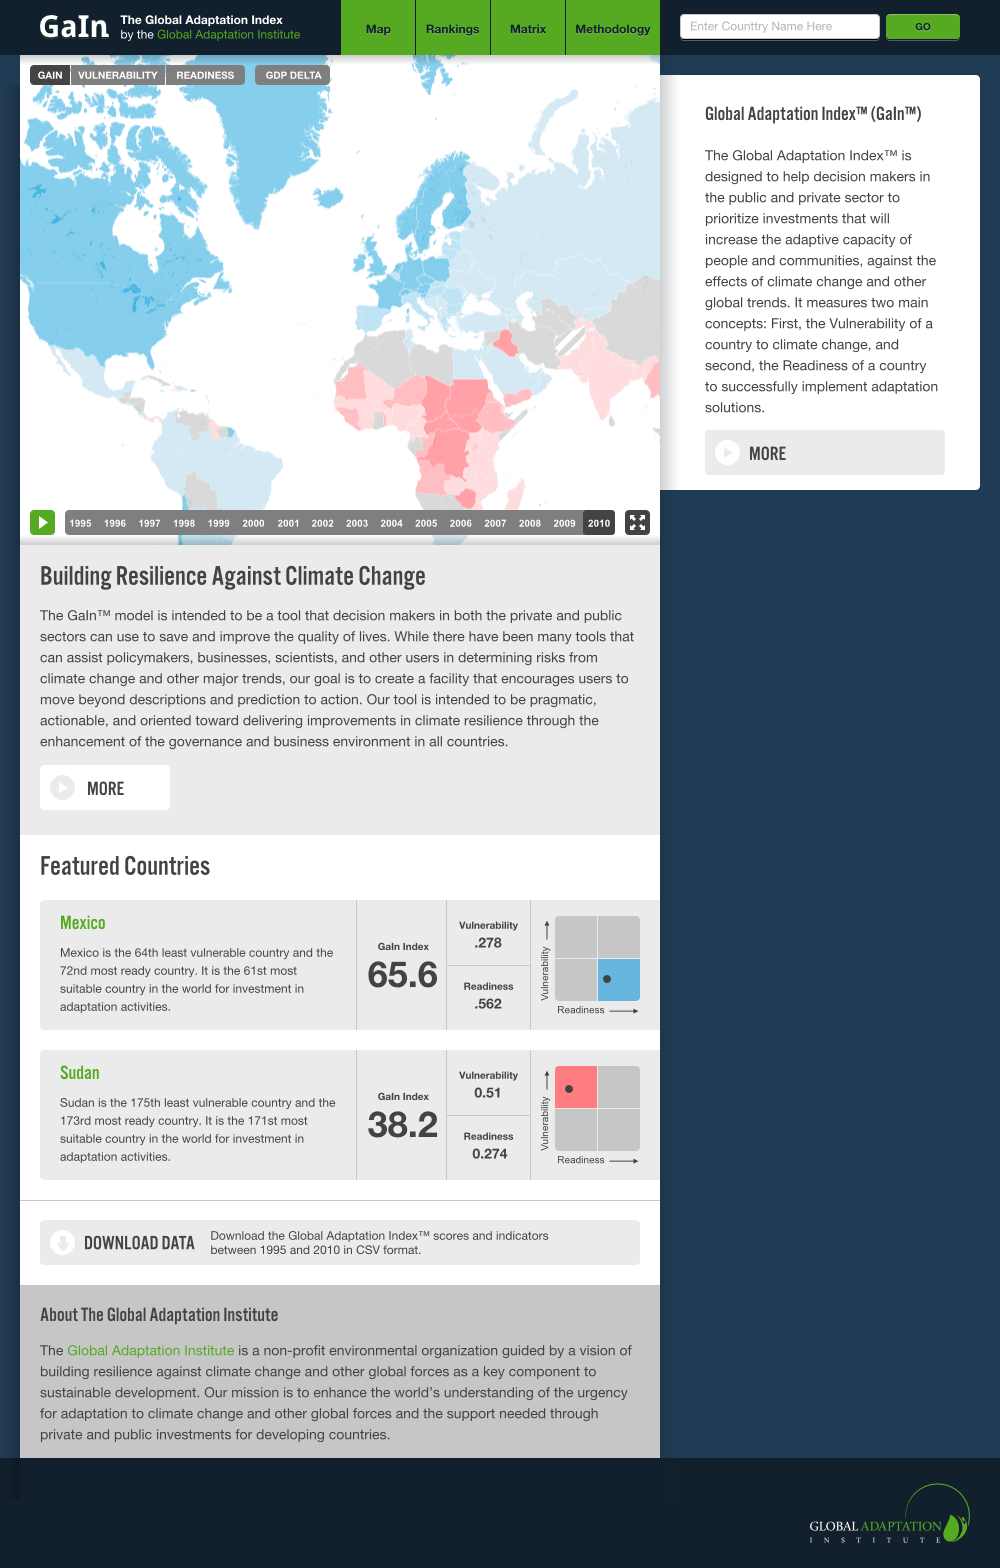 GaIn
The Global Adaptation Index
by the Global Adaptation Institute
Map
Rankings
Matrix
Methodology
Enter Counttry Name Here
GO
GAIN
VULNERABILITY
READINESS
GDP DELTA
1995 1996 1997 1998 1999 2000 2001 2002 2003 2004 2005 2006 2007 2008 2009 2010
Global Adaptation Index™ (GaIn™)
The Global Adaptation Index™ is
designed to help decision makers in
the public and private sector to
prioritize investments that will
increase the adaptive capacity of
people and communities, against the
effects of climate change and other
global trends. It measures two main
concepts: First, the Vulnerability of a
country to climate change, and
second, the Readiness of a country
to successfully implement adaptation
solutions.
MORE
Building Resilience Against Climate Change
The GaIn™ model is intended to be a tool that decision makers in both the private and public
sectors can use to save and improve the quality of lives. While there have been many tools that
can assist policymakers, businesses, scientists, and other users in determining risks from
climate change and other major trends, our goal is to create a facility that encourages users to
move beyond descriptions and prediction to action. Our tool is intended to be pragmatic,
actionable, and oriented toward delivering improvements in climate resilience through the
enhancement of the governance and business environment in all countries.
MORE
Featured Countries
Mexico
Mexico is the 64th least vulnerable country and the
72nd most ready country. It is the 61st most
suitable country in the world for investment in
adaptation activities.
GaIn Index
65.6
Vulnerability
.278
Readiness
.562
Vulnerability
Readiness
Sudan
Sudan is the 175th least vulnerable country and the
173rd most ready country. It is the 171st most
suitable country in the world for investment in
adaptation activities.
GaIn Index
38.2
Vulnerability
0.51
Readiness
0.274
Vulnerability
Readiness
DOWNLOAD DATA
Download the Global Adaptation Index™ scores and indicators
between 1995 and 2010 in CSV format.
About The Global Adaptation Institute
The Global Adaptation Institute is a non-profit environmental organization guided by a vision of
building resilience against climate change and other global forces as a key component to
sustainable development. Our mission is to enhance the world's understanding of the urgency
for adaptation to climate change and other global forces and the support needed through
private and public investments for developing countries.
GLOBAL ADAPTATION
INSTITUTE